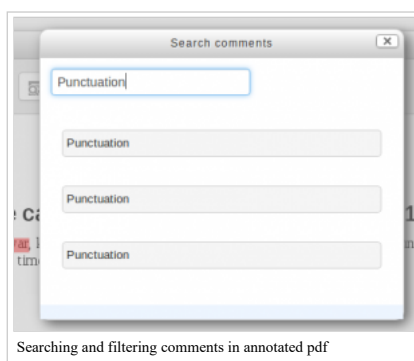 Search comments
Punctuation
Punctuation
Punctuation
Punctuation
Searching and filtering comments in annotated pdf